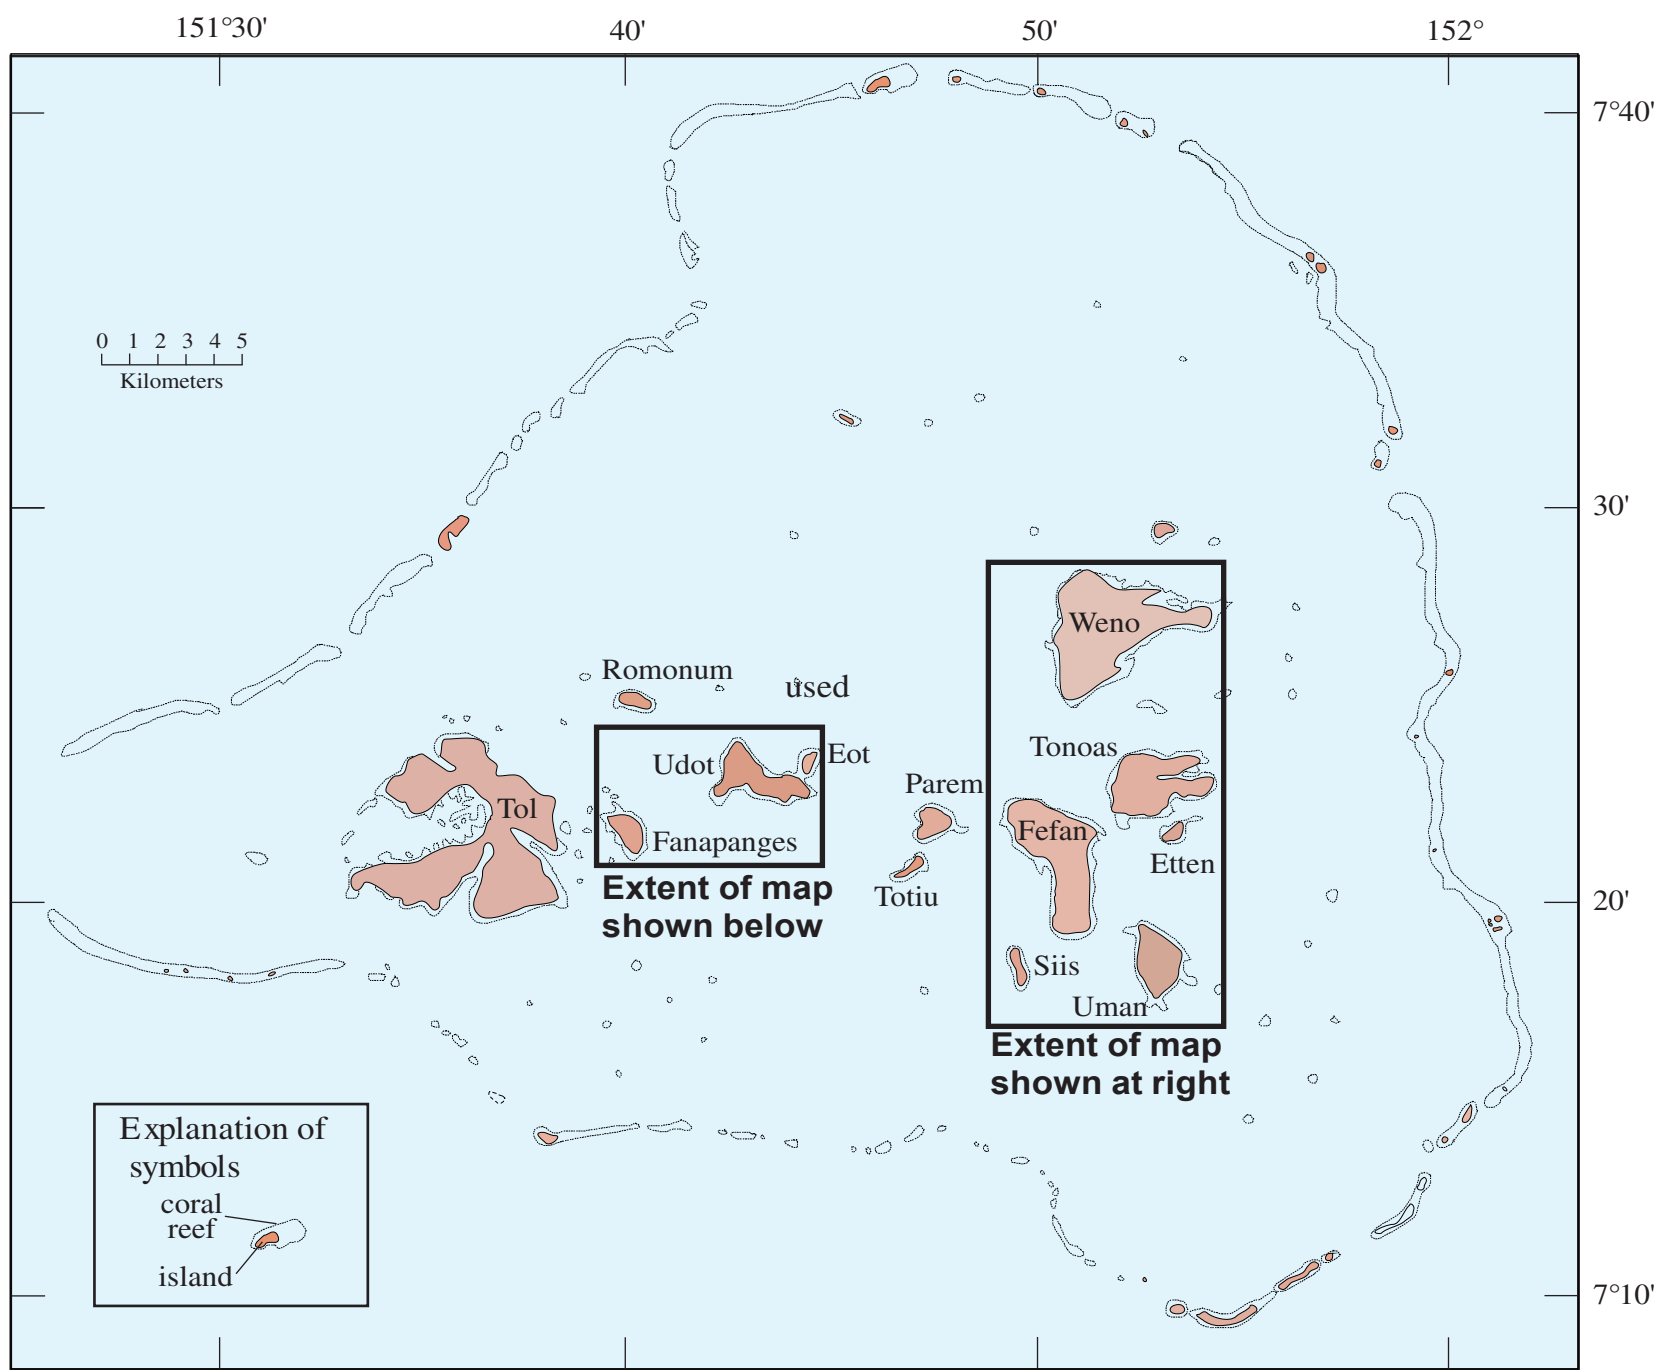 151°30'
40'
50'
152°
7°40'
0 1 2 3 4 5
Kilometers
30'
Weno
Romonum
used
Tonoas
Udot
Eot
Parem
Tol
Fefan
Fanapanges
Etten
Extent of map
shown below
Totiu
20'
Siis
Uman
Extent of map
shown at right
Explanation of
symbols
coral
reef
island
7°10'